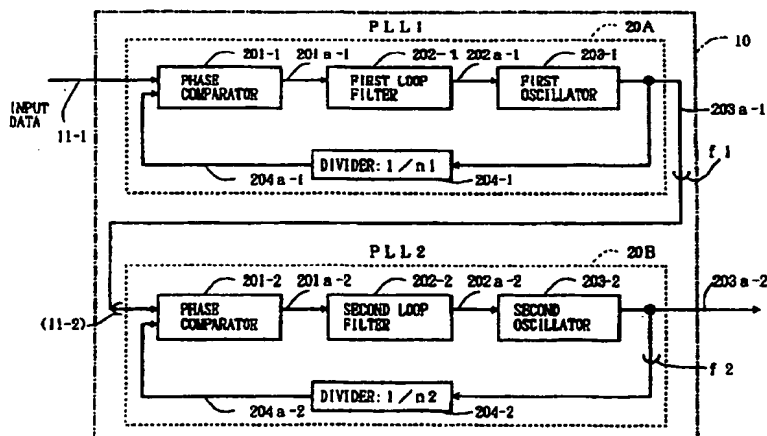 PLL1
20A
10
201-1
201a-1
202-1
202a-1
203-1
PHASE
COMPARATOR
FIRST LOOP
FILTER
FIRST
OSCILLATOR
INPUT
DATA
11-1
203a-1
DIVIDER: 1/n1
204a-1
204-1
f1
PLL2
20B
201-2
201a-2
202-2
202a-2
203-2
203a-2
(11-2)
PHASE
COMPARATOR
SECOND LOOP
FILTER
SECOND
OSCILLATOR
f2
DIVIDER: 1/n2
204a-2
204-2